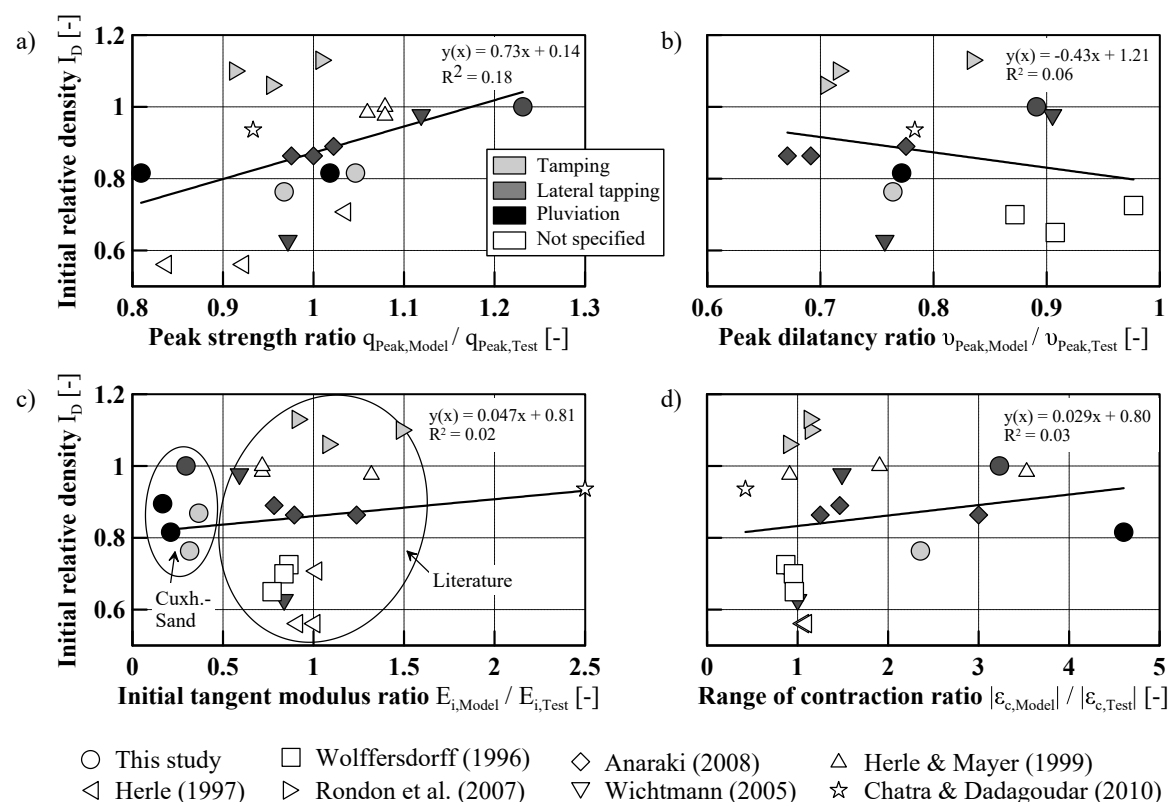 a)
Initial relative density I_D [-]
1.2
1
0.8
0.6
y(x) = 0.73x + 0.14
R² = 0.18
Tamping
Lateral tapping
Pluviation
Not specified
0.8 0.9 1 1.1 1.2 1.3
Peak strength ratio q_Peak,Model / q_Peak,Test [-]
b)
y(x) = -0.43x + 1.21
R² = 0.06
0.6 0.7 0.8 0.9 1
Peak dilatancy ratio υ_Peak,Model / υ_Peak,Test [-]
c)
Initial relative density I_D [-]
1.2
1
0.8
0.6
y(x) = 0.047x + 0.81
R² = 0.02
Cuxh.-
Sand
Literature
0 0.5 1 1.5 2 2.5
Initial tangent modulus ratio E_i,Model / E_i,Test [-]
d)
y(x) = 0.029x + 0.80
R² = 0.03
0 1 2 3 4 5
Range of contraction ratio |ε_c,Model| / |ε_c,Test| [-]
This study Wolffersdorff (1996) Anaraki (2008) Herle & Mayer (1999)
Herle (1997) Rondon et al. (2007) Wichtmann (2005) Chatra & Dadagoudar (2010)